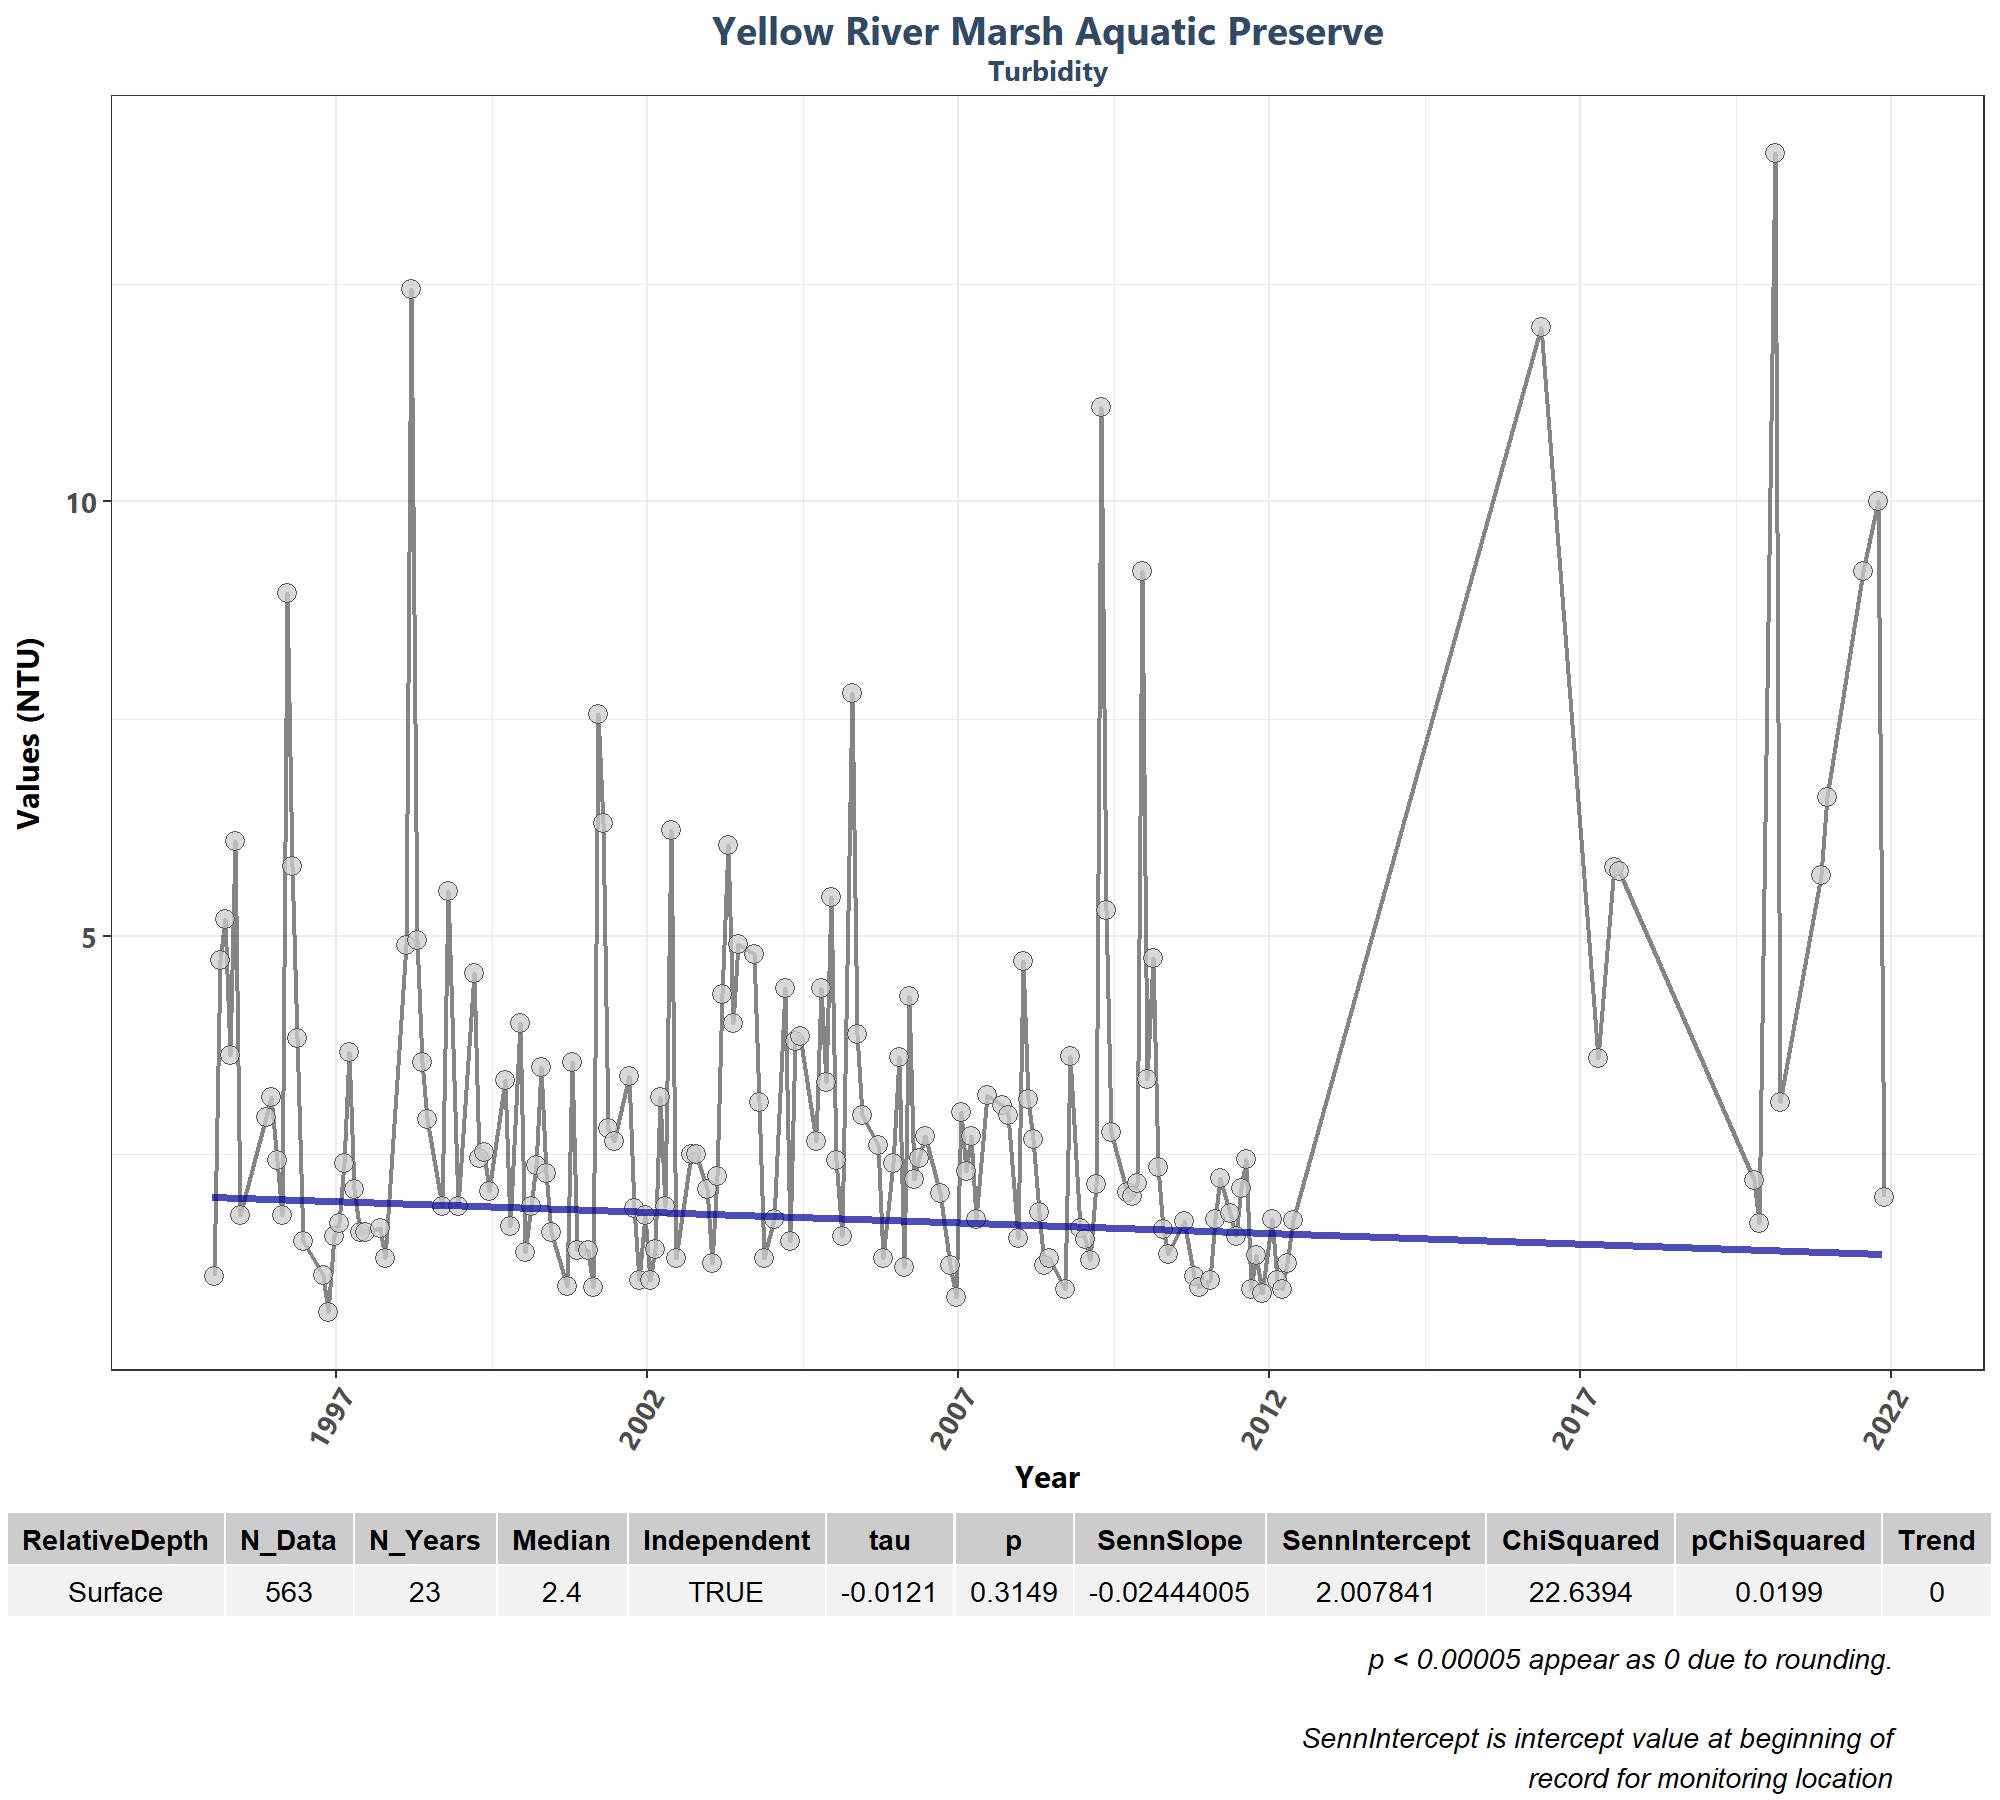 Yellow River Marsh Aquatic Preserve
Turbidity
Values (NTU)
10
5
1997 2002 2007 2012 2017 2022
Year
RelativeDepth N_Data N_Years Median Independent tau p SennSlope SennIntercept ChiSquared pChiSquared Trend
Surface 563 23 2.4 TRUE -0.0121 0.3149 -0.02444005 2.007841 22.6394 0.0199 0
p < 0.00005 appear as 0 due to rounding.
SennIntercept is intercept value at beginning of
record for monitoring location